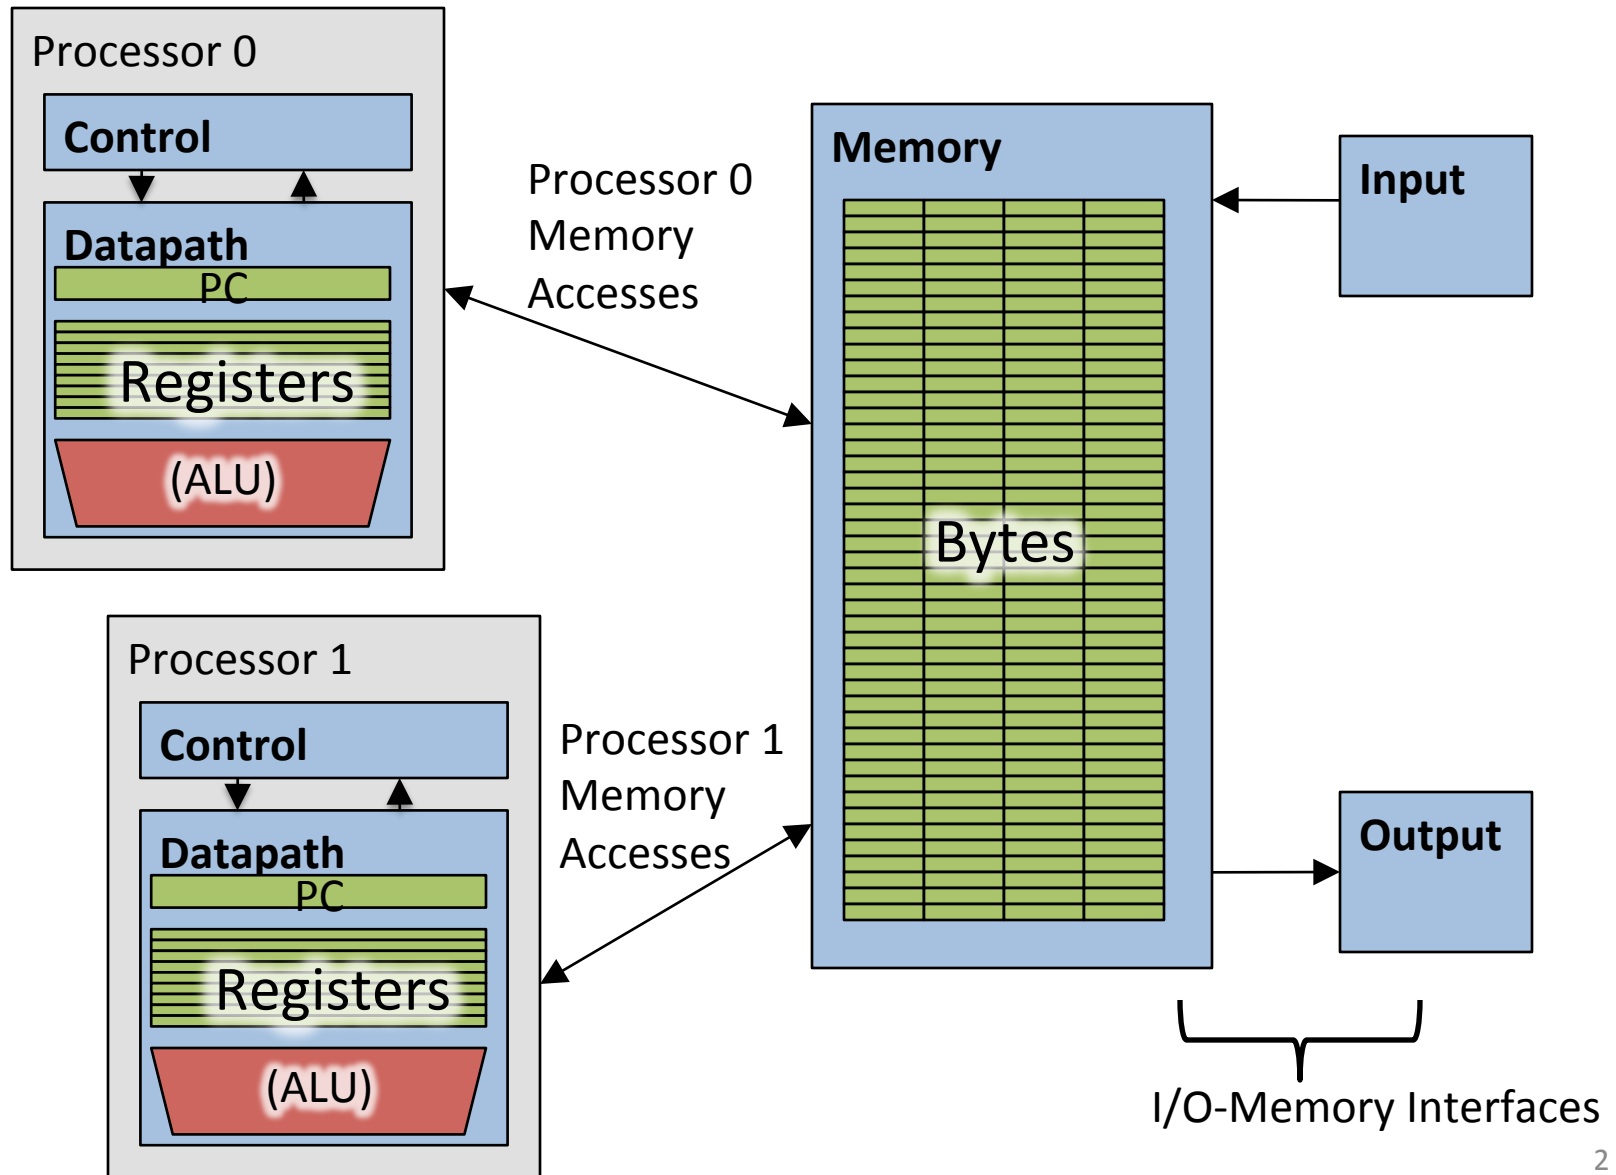 Processor 0
Control
Datapath
PC
Registers
(ALU)
Processor 0
Memory
Accesses
Memory
Bytes
Input
Processor 1
Control
Datapath
PC
Registers
(ALU)
Processor 1
Memory
Accesses
Output
I/O-Memory Interfaces
2